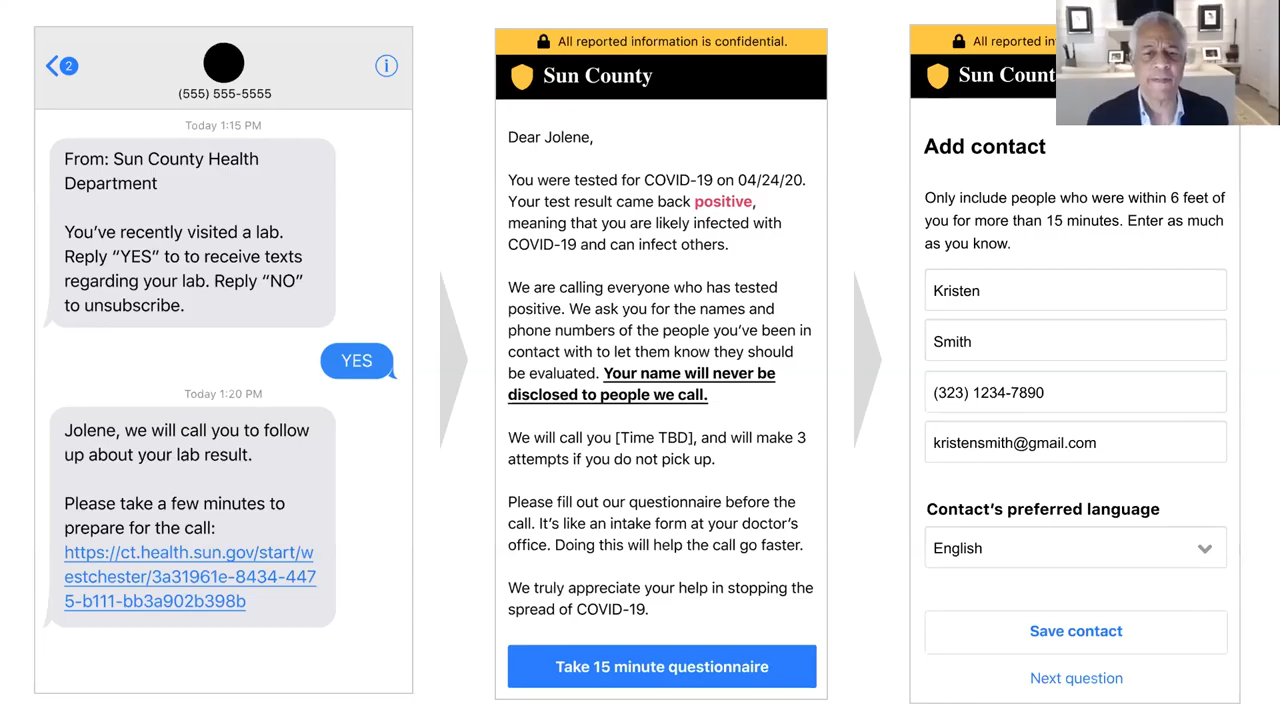 2
(555) 555-5555
Today 1:15 PM
From: Sun County Health
Department
You've recently visited a lab.
Reply “YES” to to receive texts
regarding your lab. Reply “NO”
to unsubscribe.
YES
Today 1:20 PM
Jolene, we will call you to follow
up about your lab result.
Please take a few minutes to
prepare for the call:
https://ct.health.sun.gov/start/w
estchester/3a31961e-8434-447
5-b111-bb3a902b398b
All reported information is confidential.
Sun County
Dear Jolene,
You were tested for COVID-19 on 04/24/20.
Your test result came back positive,
meaning that you are likely infected with
COVID-19 and can infect others.
We are calling everyone who has tested
positive. We ask you for the names and
phone numbers of the people you've been in
contact with to let them know they should
be evaluated. Your name will never be
disclosed to people we call.
We will call you [Time TBD], and will make 3
attempts if you do not pick up.
Please fill out our questionnaire before the
call. It's like an intake form at your doctor's
office. Doing this will help the call go faster.
We truly appreciate your help in stopping the
spread of COVID-19.
Take 15 minute questionnaire
All reported in
Sun Count
Add contact
Only include people who were within 6 feet of
you for more than 15 minutes. Enter as much
as you know.
Kristen
Smith
(323) 1234-7890
kristensmith@gmail.com
Contact's preferred language
English
Save contact
Next question